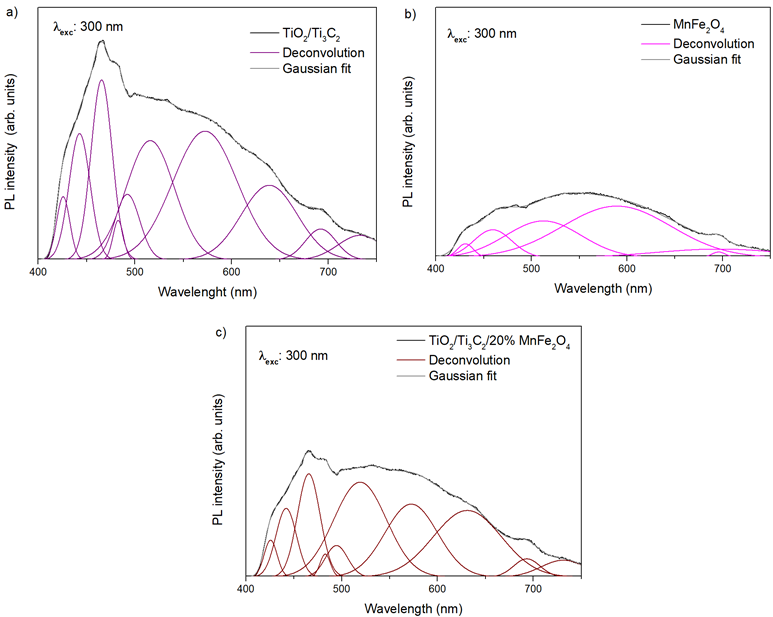 a)
λexc: 300 nm
TiO2/Ti3C2
Deconvolution
Gaussian fit
PL intensity (arb. units)
400 500 600 700
Wavelenght (nm)
b)
λexc: 300 nm
MnFe2O4
Deconvolution
Gaussian fit
PL intensity (arb. units)
400 500 600 700
Wavelength (nm)
c)
λexc: 300 nm
TiO2/Ti3C2/20% MnFe2O4
Deconvolution
Gaussian fit
PL intensity (arb. units)
400 500 600 700
Wavelength (nm)